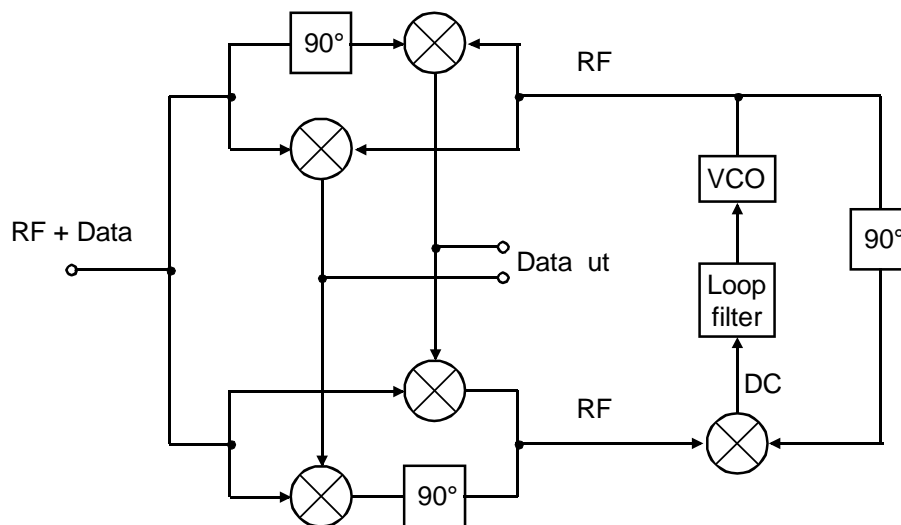 90°
RF
VCO
RF + Data
90°
Data ut
Loop
filter
DC
RF
90°